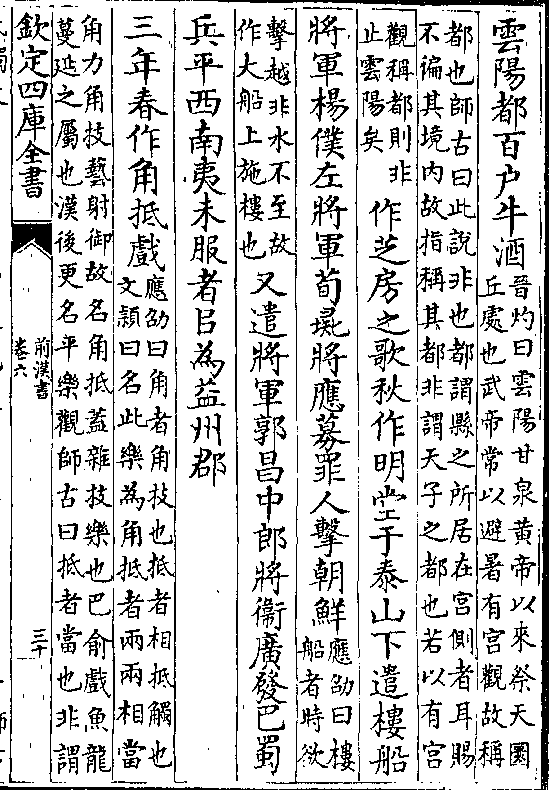 雲陽都百户牛酒晉灼曰雲陽甘泉黄帝以來祭天圜
丘處也武帝常以避暑有宫觀故稱
都也師古曰此說非也都謂縣之所居在宫側者耳賜
不徧其境内故指稱其都非謂天子之都也若以有宫
觀稱都則非
止雲陽矣作芝房之歌秋作明堂于泰山下遣樓船
將軍楊僕左將軍荀彘將應募罪人擊朝鮮應劭曰樓
船者時欲
擊越非水不至故
作大船上施樓也又遣將軍郭昌中郎將衞廣發巴蜀
兵平西南夷未服者㠯為益州郡
三年春作角抵戲應劭曰角者角技也抵者相抵觸也
文頴曰名此樂為角抵者兩兩相當
角力角技藝射御故名角抵蓋雜技樂也巴俞戲魚龍
蔓延之屬也漢後更名平樂觀師古曰抵者當也非謂
欽定四庫全書
前漢書
卷六
三十